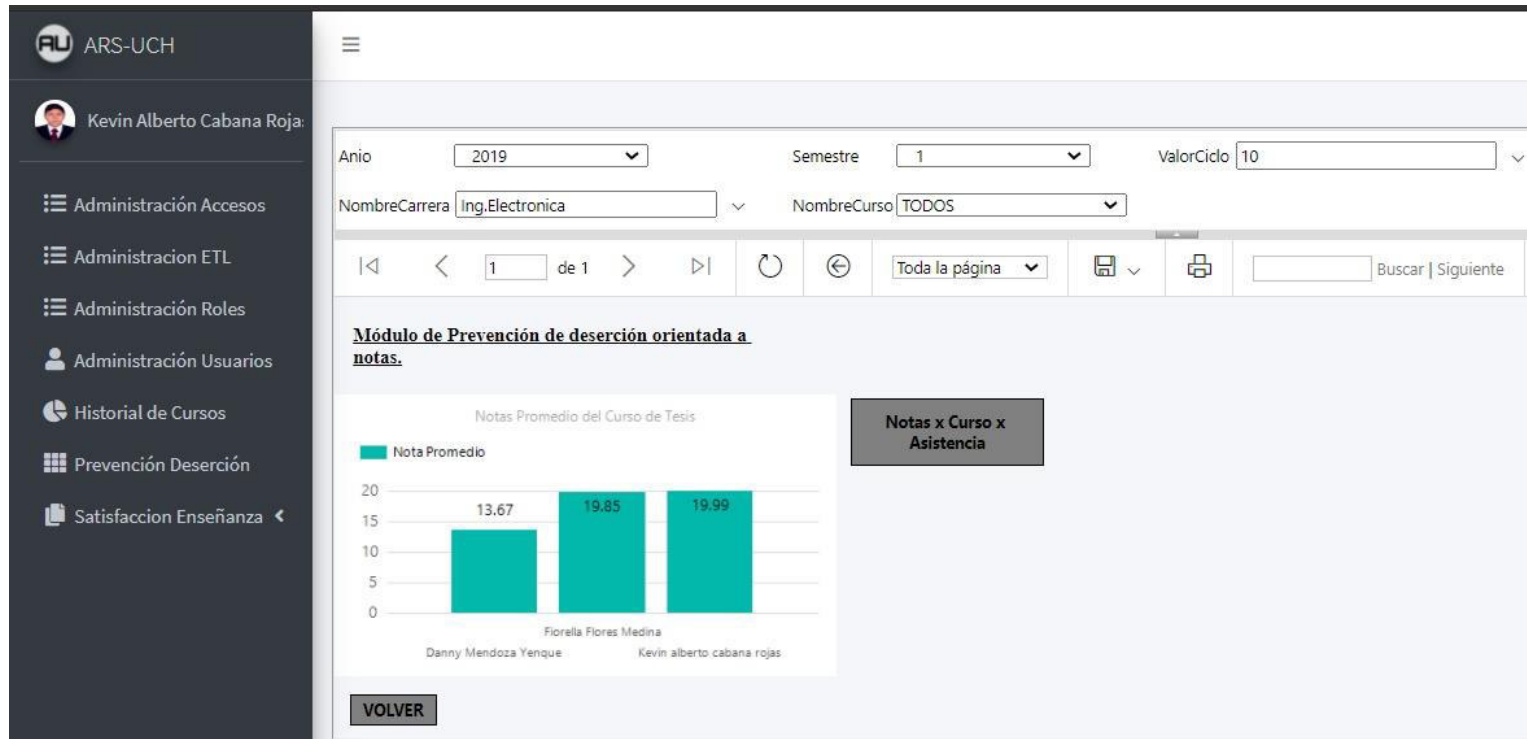 AU ARS-UCH
Kevin Alberto Cabana Roja
Administración Accesos
Administracion ETL
Administración Roles
Administración Usuarios
Historial de Cursos
Prevención Deserción
Satisfaccion Enseñanza
Anio 2019 Semestre 1 ValorCiclo 10
NombreCarrera Ing.Electronica NombreCurso TODOS
1 de 1 Toda la página Buscar | Siguiente
Módulo de Prevención de deserción orientada a
notas.
Notas Promedio del Curso de Tesis
Nota Promedio
20
15
10
5
0
13.67 19.85 19.99
Fiorella Flores Medina
Danny Mendoza Yenque Kevin alberto cabana rojas
Notas x Curso x
Asistencia
VOLVER